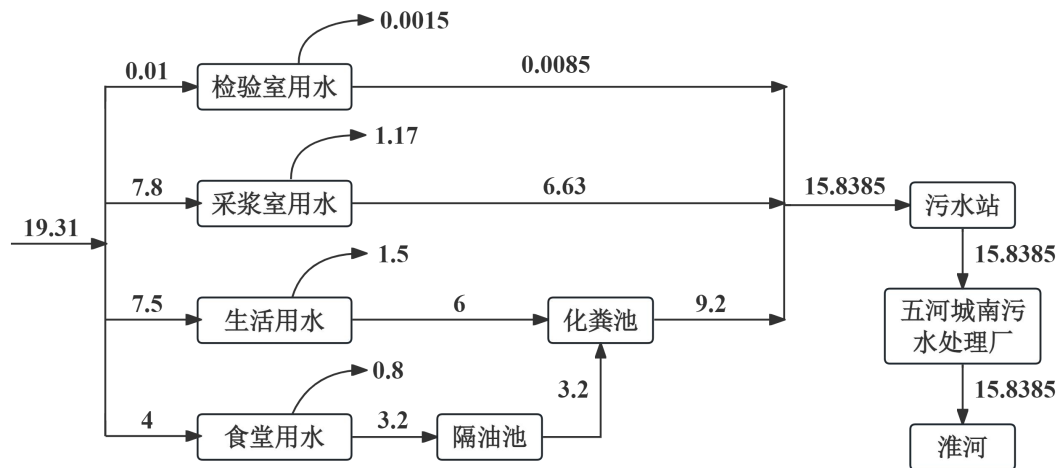 0.0015
0.01
检验室用水
0.0085
1.17
7.8
采浆室用水
6.63
15.8385
污水站
19.31
15.8385
1.5
7.5
生活用水
6
化粪池
9.2
五河城南污
水处理厂
0.8
3.2
15.8385
4
食堂用水
3.2
隔油池
淮河